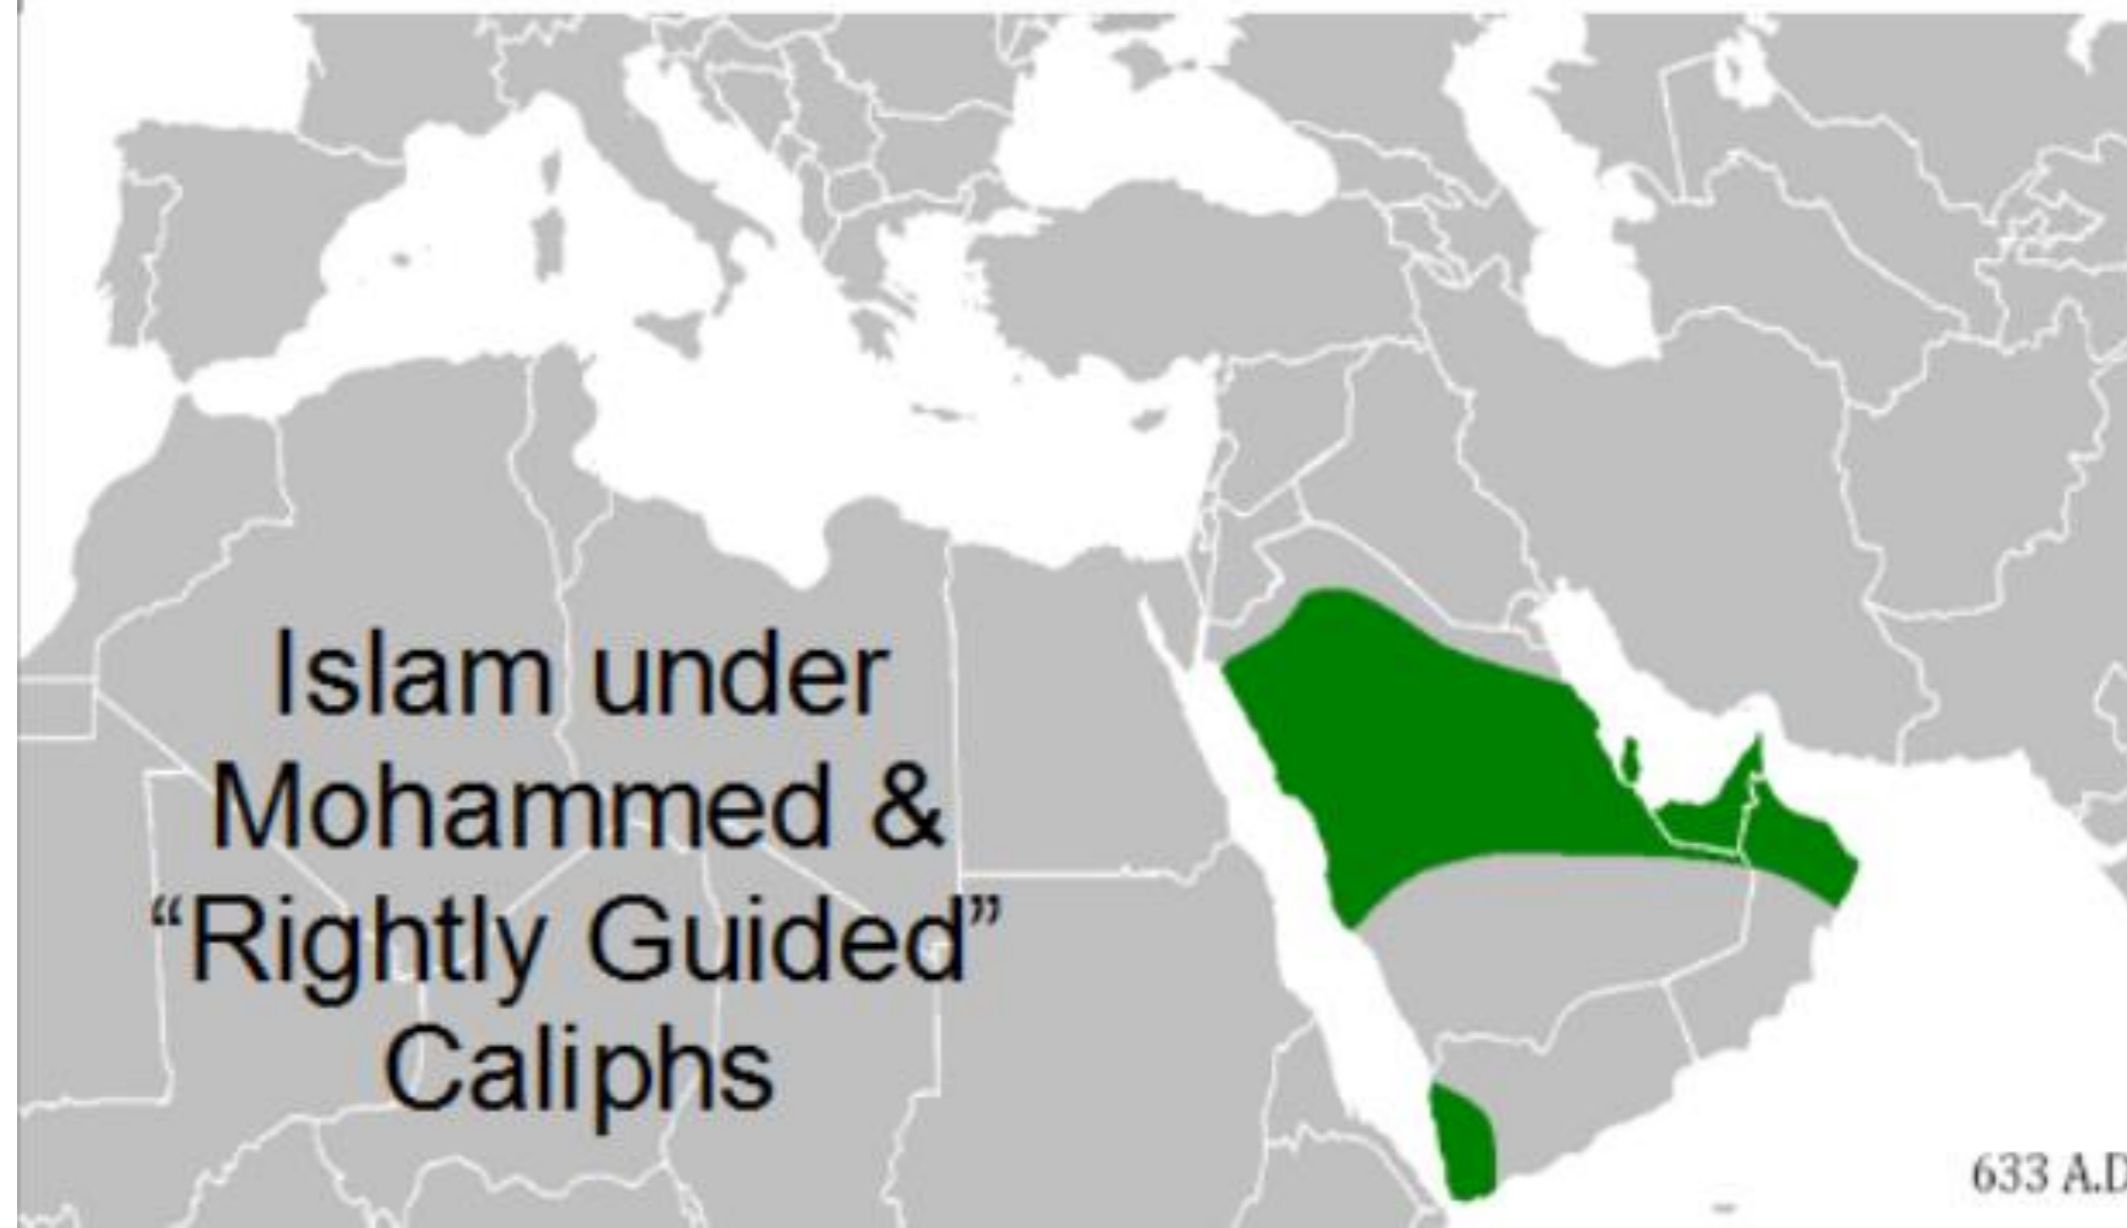 Islam under
Mohammed &
“Rightly Guided”
Caliphs
633 A.D